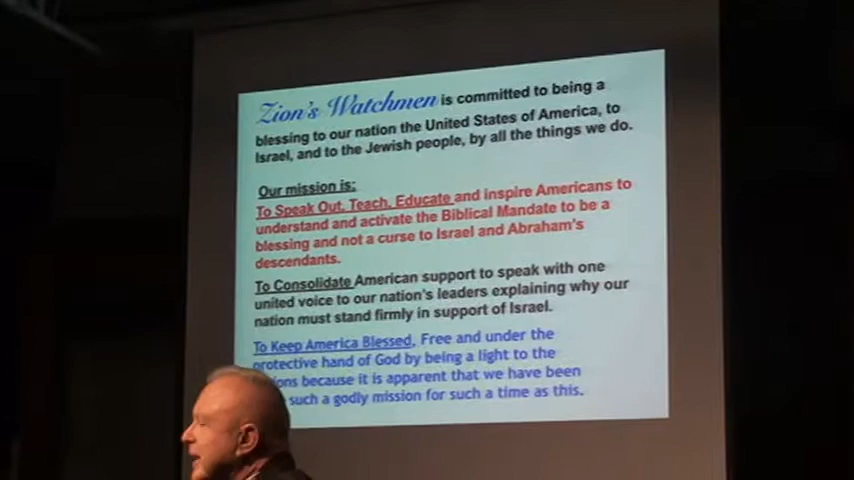 Zion's Watchmen is committed to being a
blessing to our nation the United States of America, to
Israel, and to the Jewish people, by all the things we do.
Our mission is:
To Speak Out, Teach, Educate and inspire Americans to
understand and activate the Biblical Mandate to be a
blessing and not a curse to Israel and Abraham's
descendants.
To Consolidate American support to speak with one
united voice to our nation's leaders explaining why our
nation must stand firmly in support of Israel.
To Keep America Blessed, Free and under the
protective hand of God by being a light to the
ions because it is apparent that we have been
such a godly mission for such a time as this.